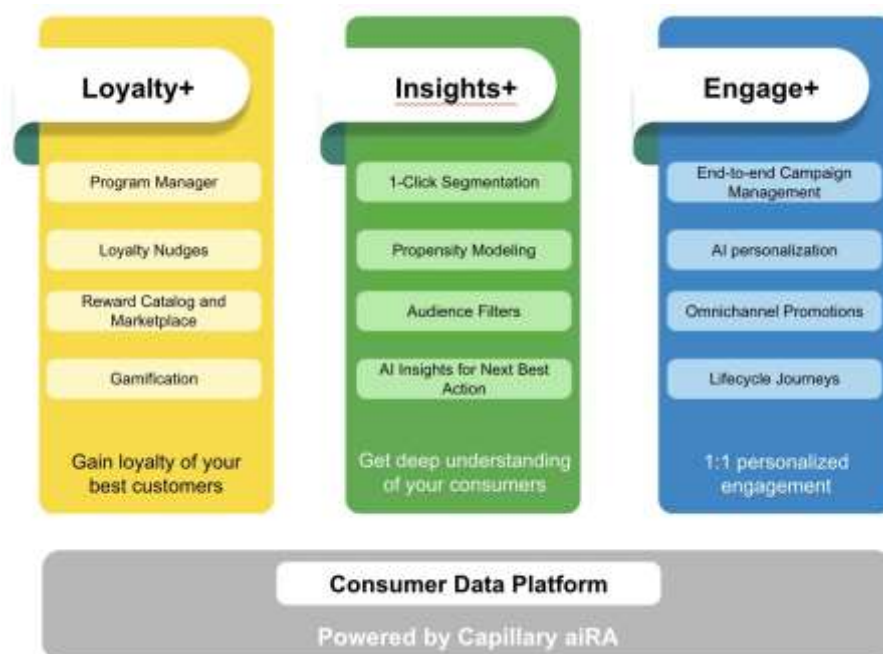 Loyalty+
Program Manager
Loyalty Nudges
Reward Catalog and
Marketplace
Gamification
Gain loyalty of your
best customers
Insights+
1-Click Segmentation
Propensity Modeling
Audience Filters
AI Insights for Next Best
Action
Get deep understanding
of your consumers
Engage+
End-to-end Campaign
Management
AI personalization
Omnichannel Promotions
Lifecycle Journeys
1:1 personalized
engagement
Consumer Data Platform
Powered by Capillary aiRA